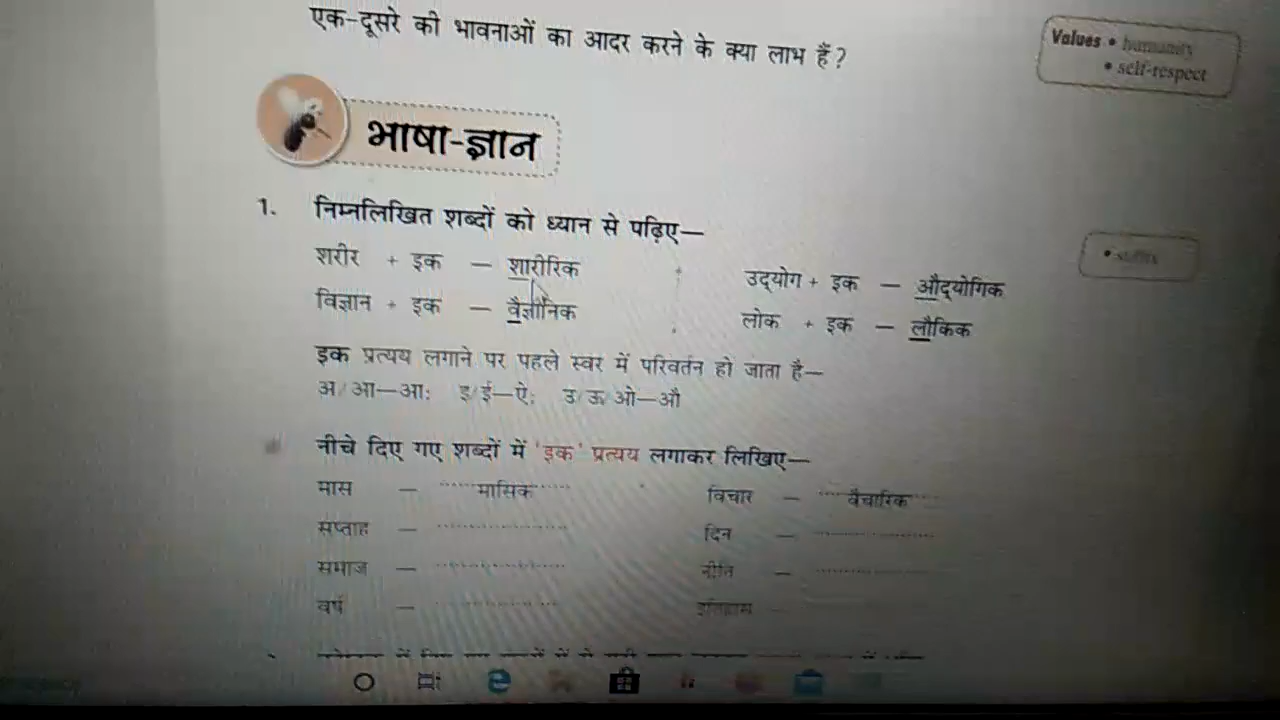 एक-दूसरे की भावनाओं का आदर करने के क्या लाभ हैं?
Values • humanity
• self-respect
भाषा-ज्ञान
1. निम्नलिखित शब्दों को ध्यान से पढ़िए—
शरीर + इक — शारीरिक
उद्योग + इक — औद्योगिक
विज्ञान + इक — वैज्ञानिक
लोक + इक — लौकिक
इक प्रत्यय लगाने पर पहले स्वर में परिवर्तन हो जाता है—
अ/आ—आ; इ/ई—ऐ; उ/ऊ/ओ—औ
नीचे दिए गए शब्दों में 'इक' प्रत्यय लगाकर लिखिए—
मास — मासिक
विचार — वैचारिक
सप्ताह —
दिन —
समाज —
नीति —
वर्ष —
इतिहास —